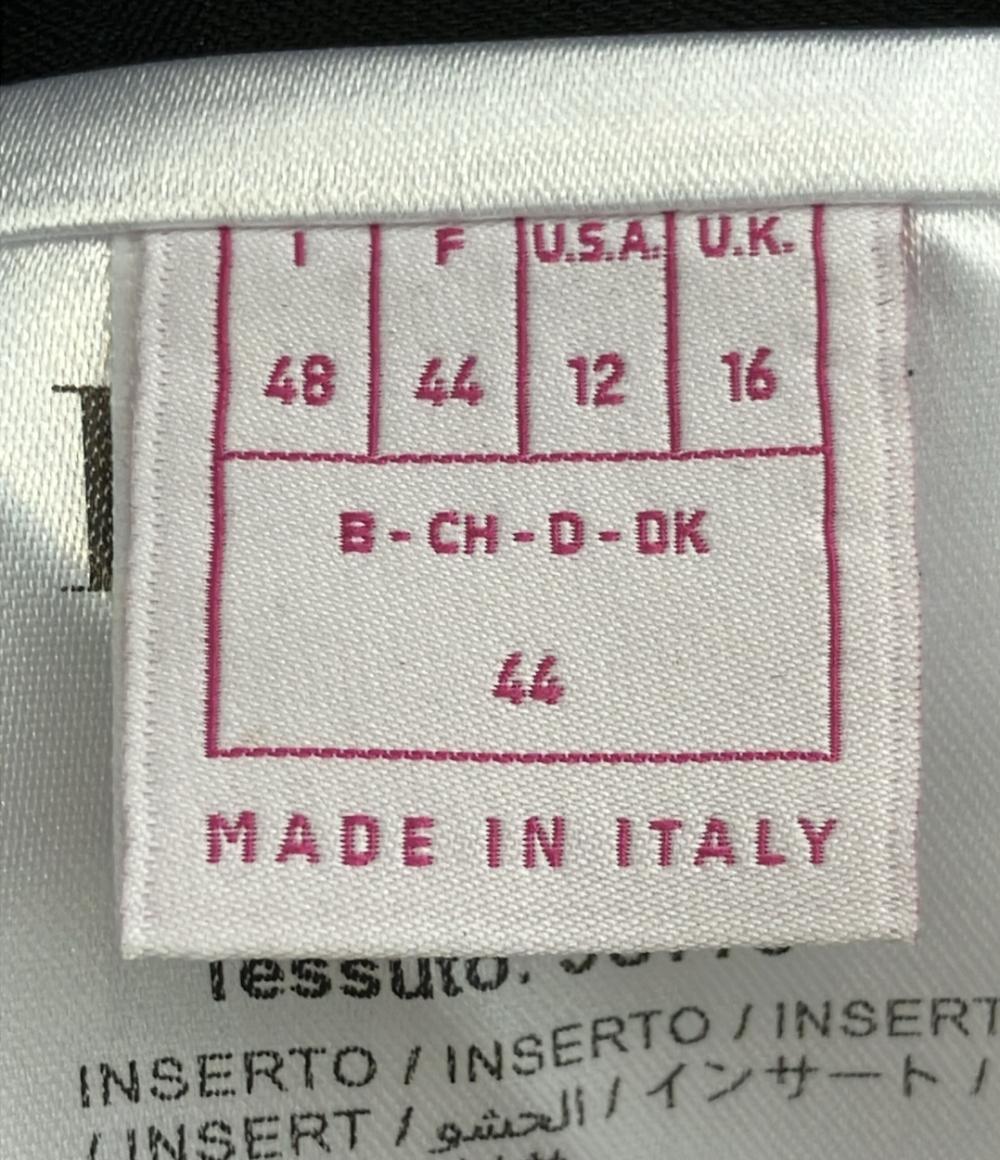 I F U.S.A. U.K.
48 44 12 16
B - CH - D - DK
44
MADE IN ITALY
Tessuto:
INSERTO / INSERTO / INSERT
/ INSERT / الحشو / インサート /